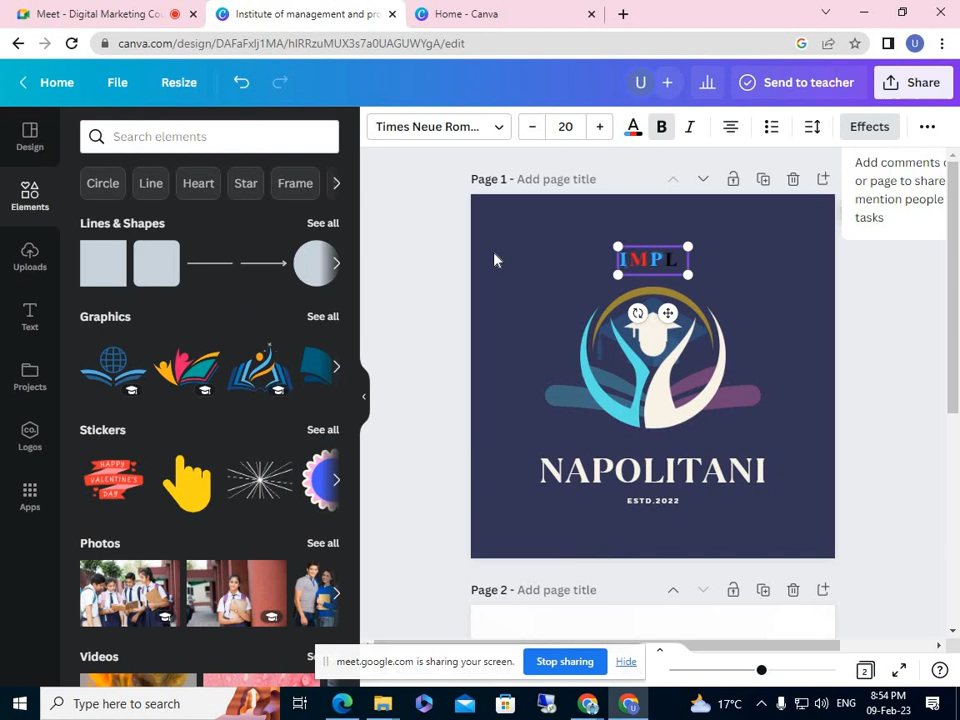 Meet - Digital Marketing Cou
Institute of management and pro
Home - Canva
canva.com/design/DAFaFxlj1MA/hIRRzuMUX3s7a0UAGUWYgA/edit
U
Home
File
Resize
U
Send to teacher
Share
Design
Elements
Uploads
Text
Projects
CO.
Logos
Apps
Search elements
Circle
Line
Heart
Star
Frame
Lines & Shapes
See all
Graphics
See all
Stickers
See all
HAPPY
VALENTINE'S
DAY
Photos
See all
Videos
Times Neue Rom...
20
A
B
I
Effects
Add comments
or page to share
mention people
tasks
Page 1 - Add page title
IMPL
NAPOLITANI
ESTD.2022
Page 2 - Add page title
meet.google.com is sharing your screen.
Stop sharing
Hide
2
Type here to search
17°C
8:54 PM
09-Feb-23